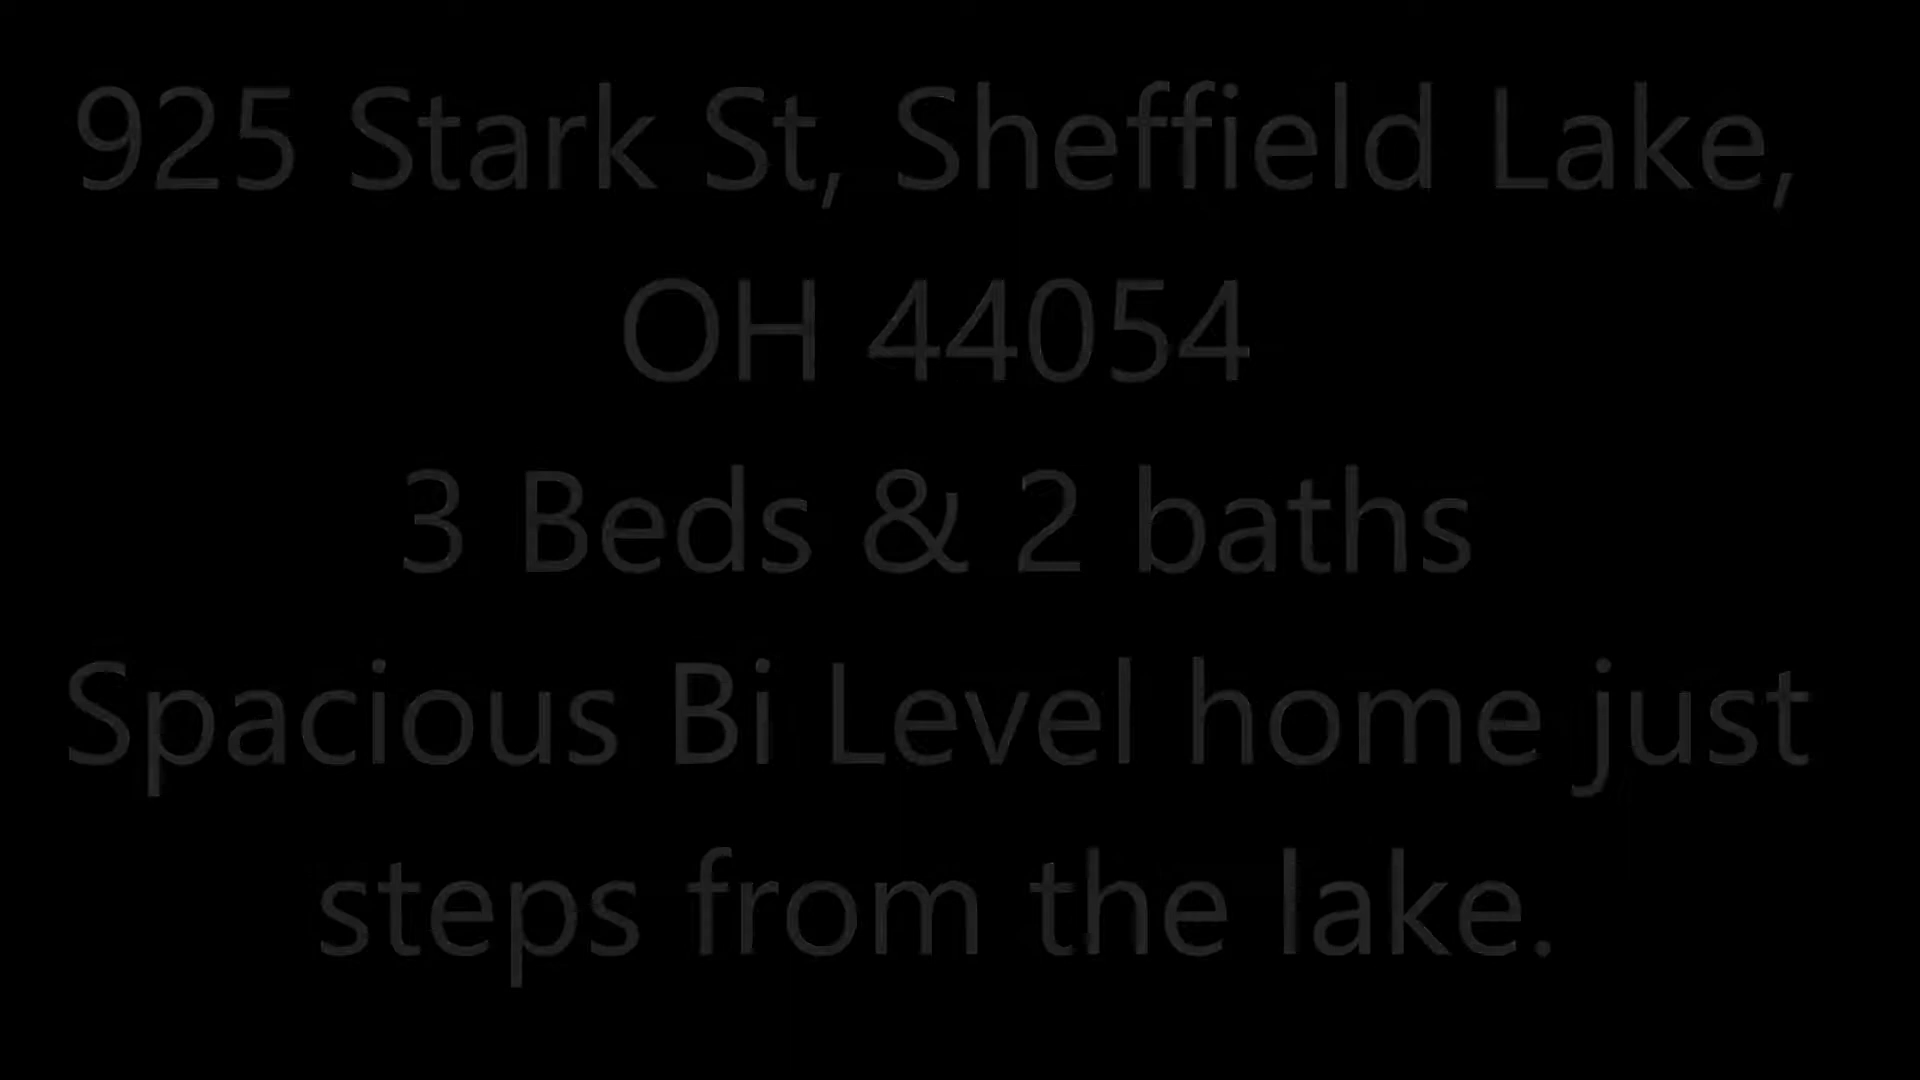 925 Stark St, Sheffield Lake,
OH 44054
3 Beds & 2 baths
Spacious Bi Level home just
steps from the lake.